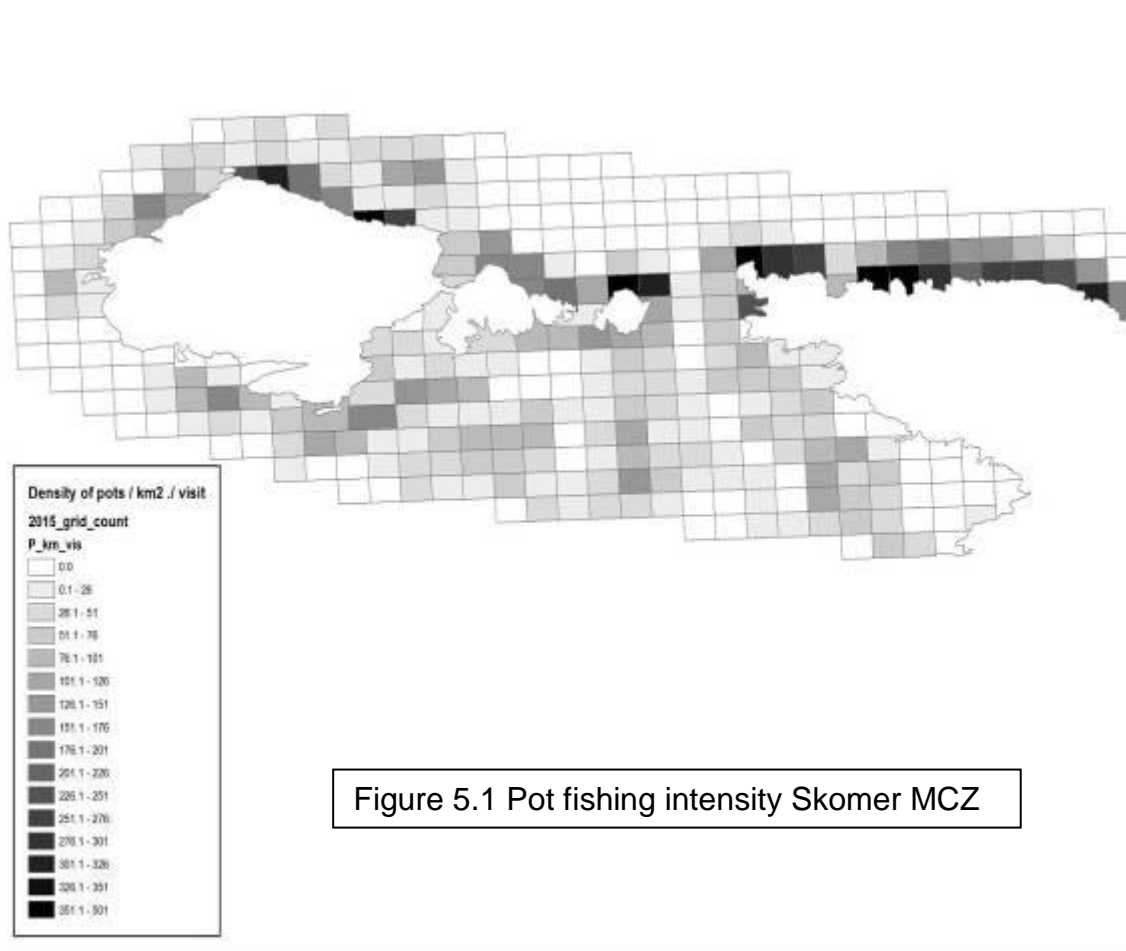 Density of pots / km2 ./ visit
2015_grid_count
P_km_vis
0.0
0.1 - 26
26.1 - 51
51.1 - 76
76.1 - 101
101.1 - 126
126.1 - 151
151.1 - 176
176.1 - 201
201.1 - 226
226.1 - 251
251.1 - 276
276.1 - 301
301.1 - 326
326.1 - 351
351.1 - 501
Figure 5.1 Pot fishing intensity Skomer MCZ